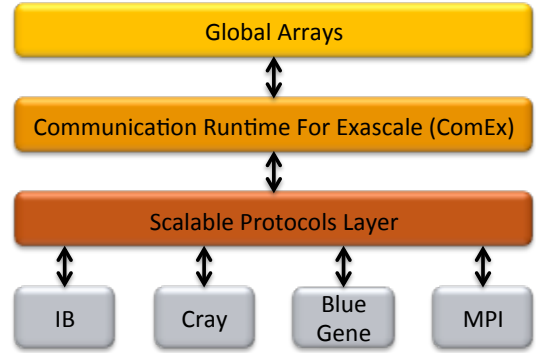 Global Arrays
Communication Runtime For Exascale (ComEx)
Scalable Protocols Layer
IB
Cray
Blue
Gene
MPI